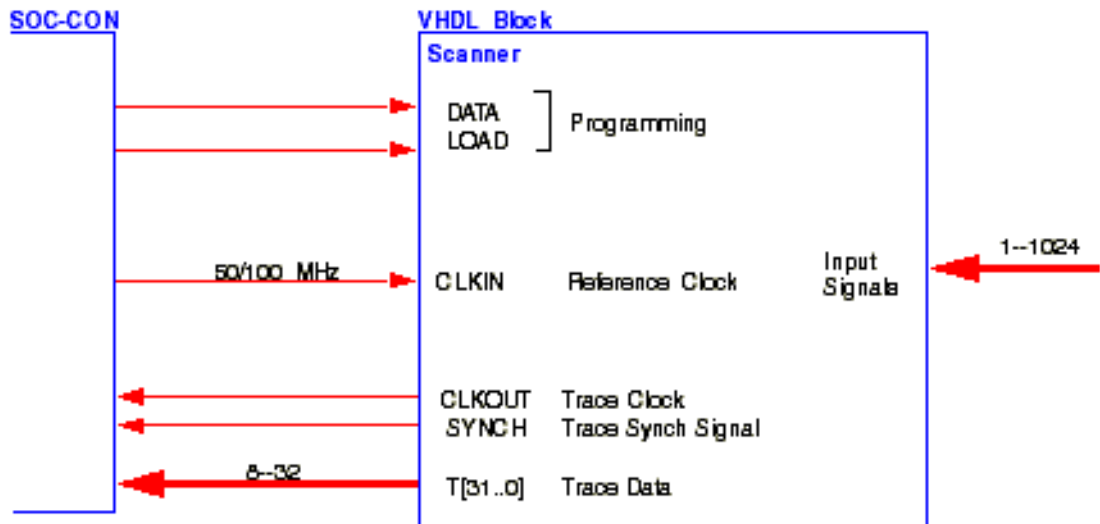 SOC-CON
VHDL Block
Scanner
DATA
LOAD
Programming
50/100 MHz
CLKIN
Reference Clock
Input
Signals
1--1024
CLKOUT Trace Clock
SYNCH Trace Synch Signal
8--32
T[31..0] Trace Data